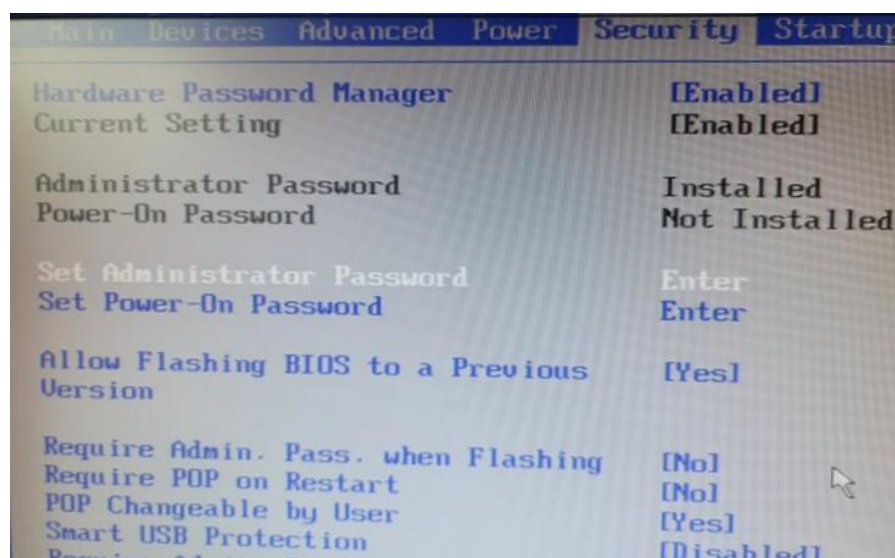 Main Devices Advanced Power Security Startup
Hardware Password Manager [Enabled]
Current Setting [Enabled]
Administrator Password Installed
Power-On Password Not Installed
Set Administrator Password Enter
Set Power-On Password Enter
Allow Flashing BIOS to a Previous [Yes]
Version
Require Admin. Pass. when Flashing [No]
Require POP on Restart [No]
POP Changeable by User [Yes]
Smart USB Protection [Disabled]